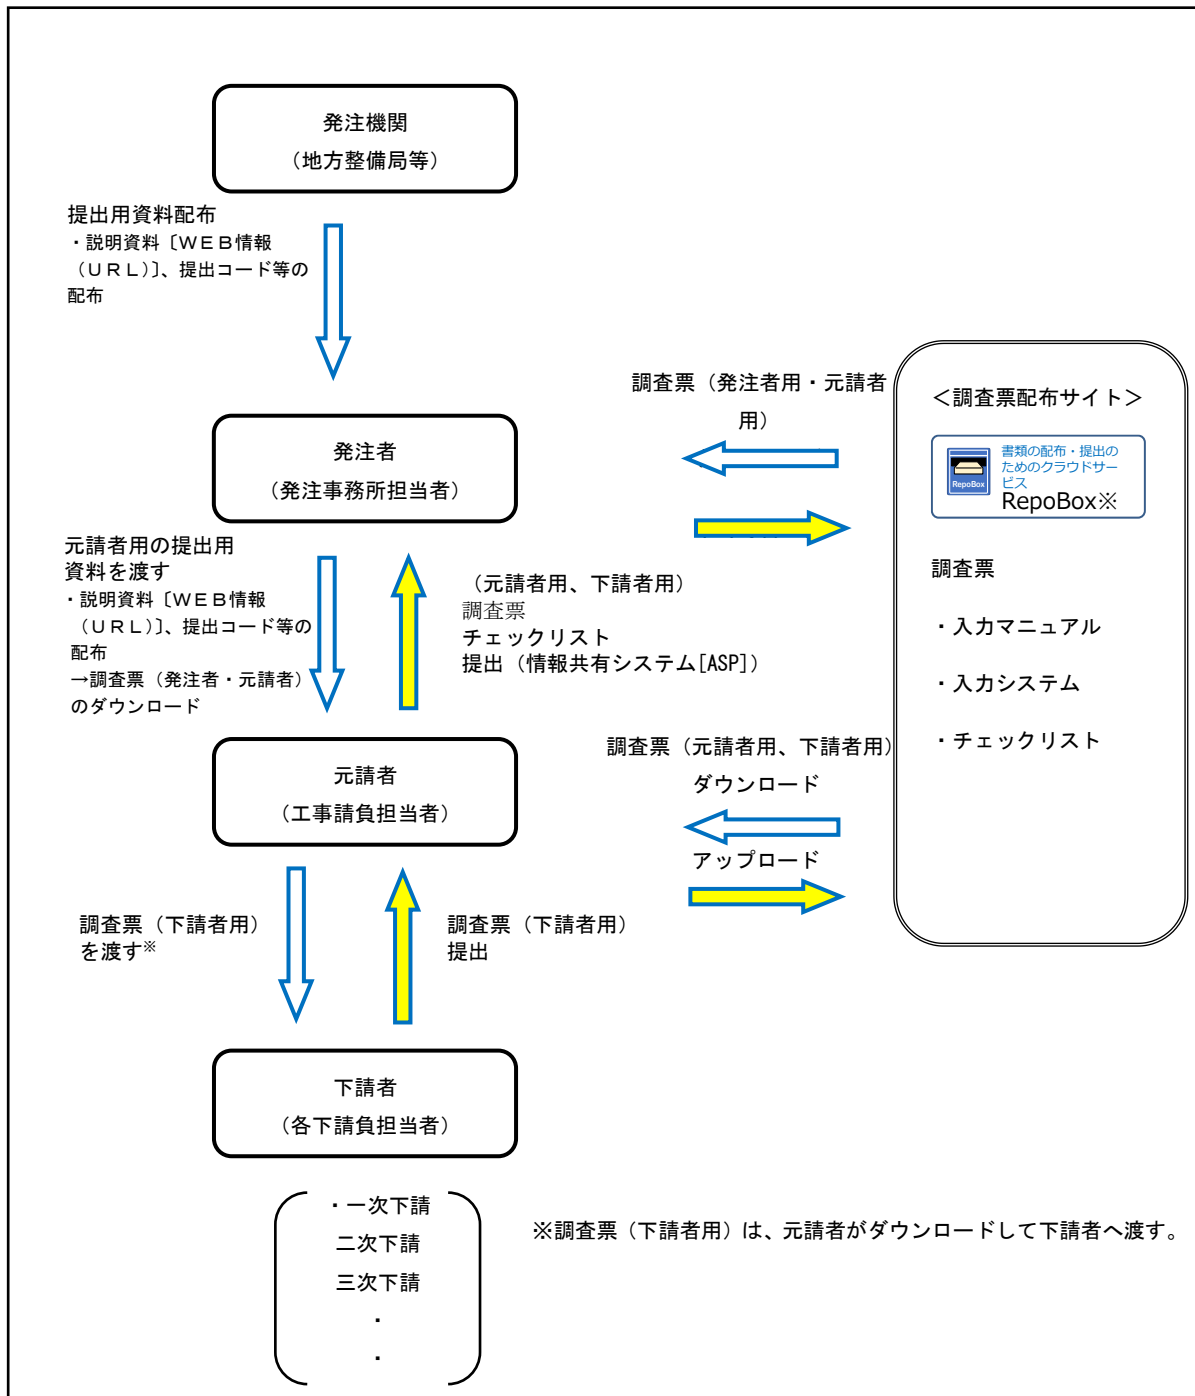 発注機関
（地方整備局等）
提出用資料配布
・説明資料〔ＷＥＢ情報
（ＵＲＬ）〕、提出コード等の
配布
調査票（発注者用・元請者
用）
発注者
（発注事務所担当者）
＜調査票配布サイト＞
RepoBox
書類の配布・提出の
ためのクラウドサー
ビス
RepoBox※
調査票
・入力マニュアル
・入力システム
・チェックリスト
元請者用の提出用
資料を渡す
・説明資料〔ＷＥＢ情報
（ＵＲＬ）〕、提出コード等の
配布
→調査票（発注者・元請者）
のダウンロード
（元請者用、下請者用）
調査票
チェックリスト
提出（情報共有システム[ASP]）
元請者
（工事請負担当者）
調査票（元請者用、下請者用）
ダウンロード
アップロード
調査票（下請者用）
を渡す※
調査票（下請者用）
提出
下請者
（各下請負担当者）
・一次下請
二次下請
三次下請
・
・
※調査票（下請者用）は、元請者がダウンロードして下請者へ渡す。